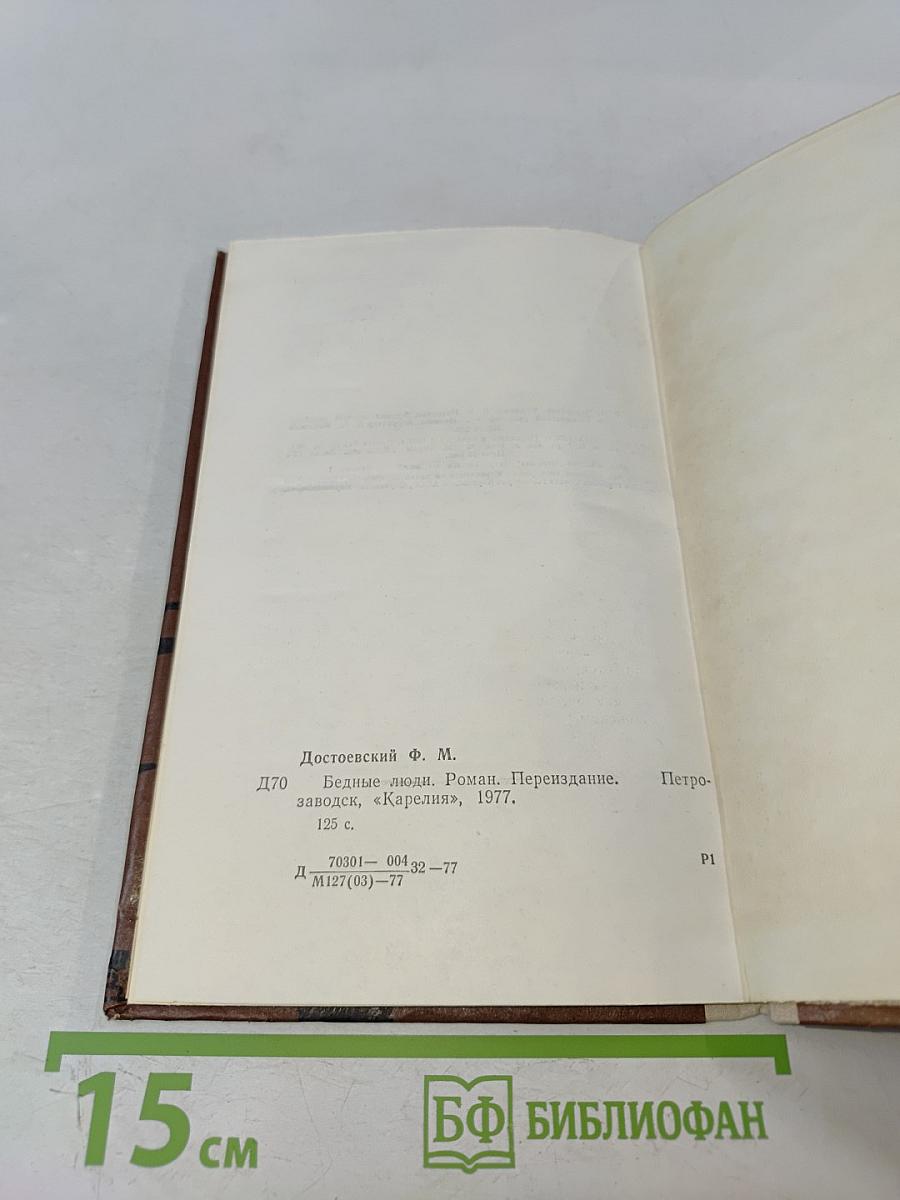 Достоевский Ф. М.
Д70 Бедные люди. Роман. Переиздание. Петро-
заводск, «Карелия», 1977.
125 с.
Д 70301— 004 32—77
М127(03)—77
Р1
15 см
БФ БИБЛИОФАН